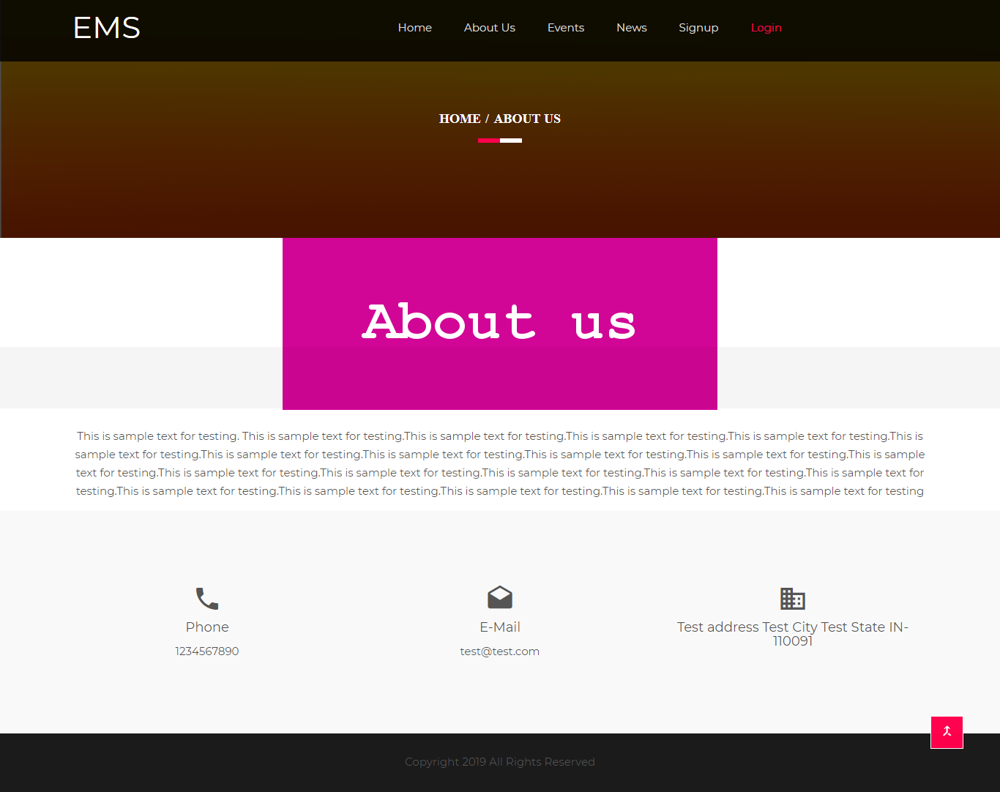 EMS
Home About Us Events News Signup Login
HOME / ABOUT US
About us
This is sample text for testing. This is sample text for testing.This is sample text for testing.This is sample text for testing.This is sample text for testing.This is
sample text for testing.This is sample text for testing.This is sample text for testing.This is sample text for testing.This is sample text for testing.This is sample
text for testing.This is sample text for testing.This is sample text for testing.This is sample text for testing.This is sample text for testing.This is sample text for
testing.This is sample text for testing.This is sample text for testing.This is sample text for testing.This is sample text for testing.This is sample text for testing
Phone
1234567890
E-Mail
test@test.com
Test address Test City Test State IN-
110091
Copyright 2019 All Rights Reserved